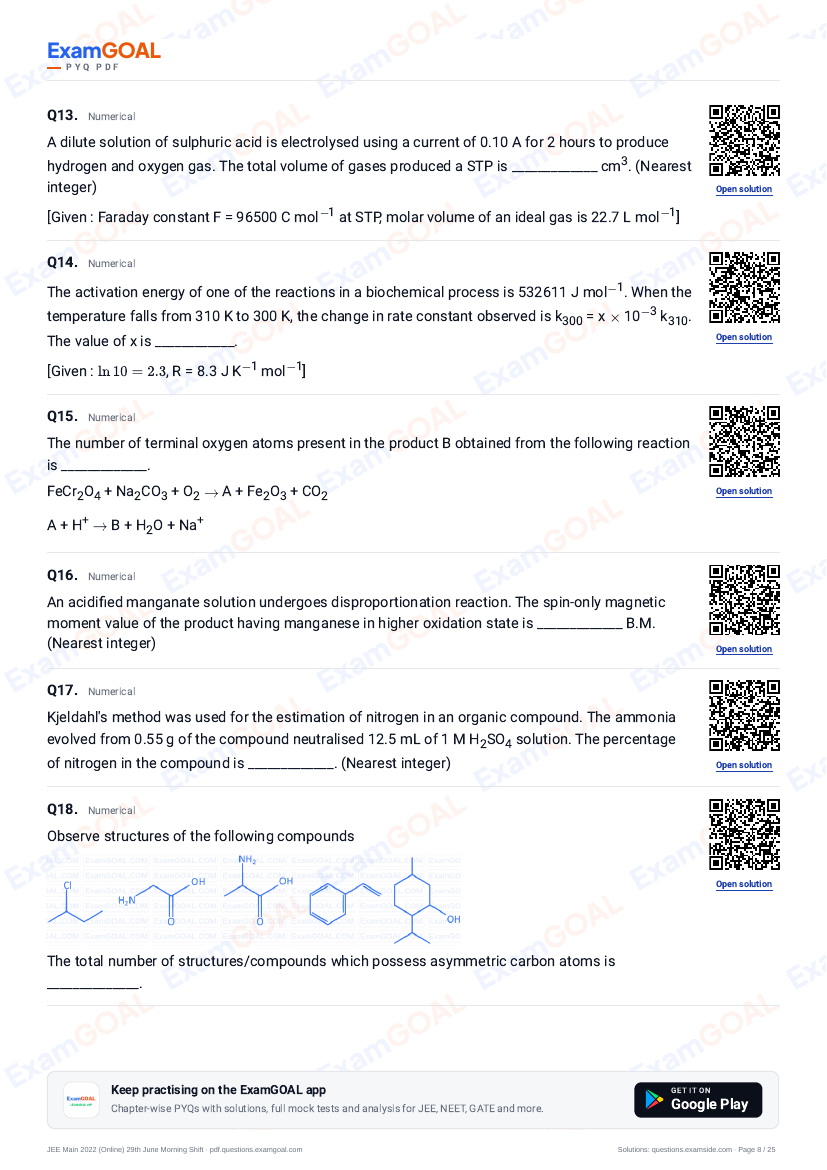 ExamGOAL
PYQ PDF
Q13. Numerical
A dilute solution of sulphuric acid is electrolysed using a current of 0.10 A for 2 hours to produce
hydrogen and oxygen gas. The total volume of gases produced a STP is _____________ cm³. (Nearest
integer)
[Given : Faraday constant F = 96500 C mol⁻¹ at STP, molar volume of an ideal gas is 22.7 L mol⁻¹]
Open solution
Q14. Numerical
The activation energy of one of the reactions in a biochemical process is 532611 J mol⁻¹. When the
temperature falls from 310 K to 300 K, the change in rate constant observed is k₃₀₀ = x × 10⁻³ k₃₁₀.
The value of x is ____________.
[Given : ln 10 = 2.3, R = 8.3 J K⁻¹ mol⁻¹]
Open solution
Q15. Numerical
The number of terminal oxygen atoms present in the product B obtained from the following reaction
is _____________.
FeCr₂O₄ + Na₂CO₃ + O₂ → A + Fe₂O₃ + CO₂
A + H⁺ → B + H₂O + Na⁺
Open solution
Q16. Numerical
An acidified manganate solution undergoes disproportionation reaction. The spin-only magnetic
moment value of the product having manganese in higher oxidation state is _____________ B.M.
(Nearest integer)
Open solution
Q17. Numerical
Kjeldahl's method was used for the estimation of nitrogen in an organic compound. The ammonia
evolved from 0.55 g of the compound neutralised 12.5 mL of 1 M H₂SO₄ solution. The percentage
of nitrogen in the compound is _____________. (Nearest integer)
Open solution
Q18. Numerical
Observe structures of the following compounds
Cl
H₂N
OH
O
NH₂
OH
O
OH
The total number of structures/compounds which possess asymmetric carbon atoms is
______________.
Open solution
ExamGOAL
Keep practising on the ExamGOAL app
Chapter-wise PYQs with solutions, full mock tests and analysis for JEE, NEET, GATE and more.
GET IT ON
Google Play
JEE Main 2022 (Online) 29th June Morning Shift · pdf.questions.examgoal.com
Solutions: questions.examside.com · Page 8 / 25